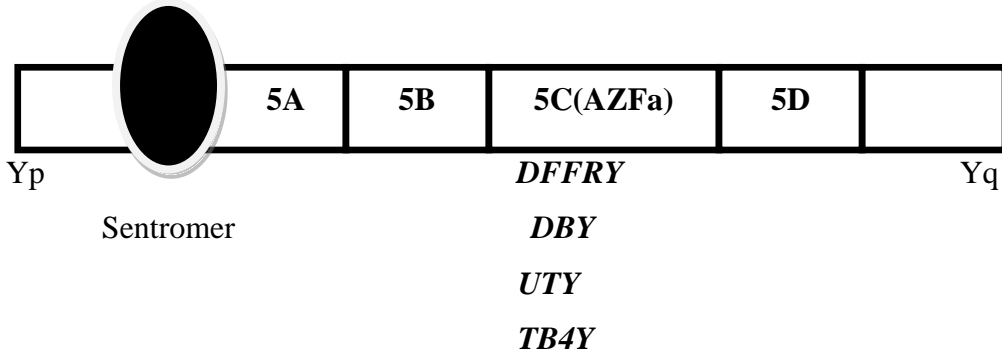 5A 5B 5C(AZFa) 5D
Yp DFFRY Yq
Sentromer DBY
UTY
TB4Y